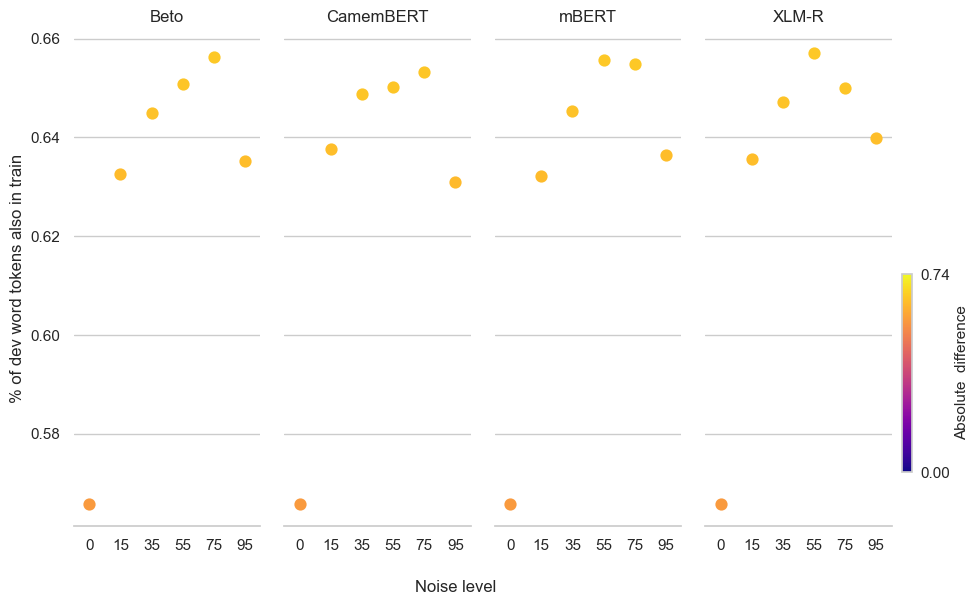 Beto CamemBERT mBERT XLM-R
0.66
0.64
0.62
0.60
0.58
% of dev word tokens also in train
0 15 35 55 75 95 0 15 35 55 75 95 0 15 35 55 75 95 0 15 35 55 75 95
Noise level
0.74
0.00
Absolute difference